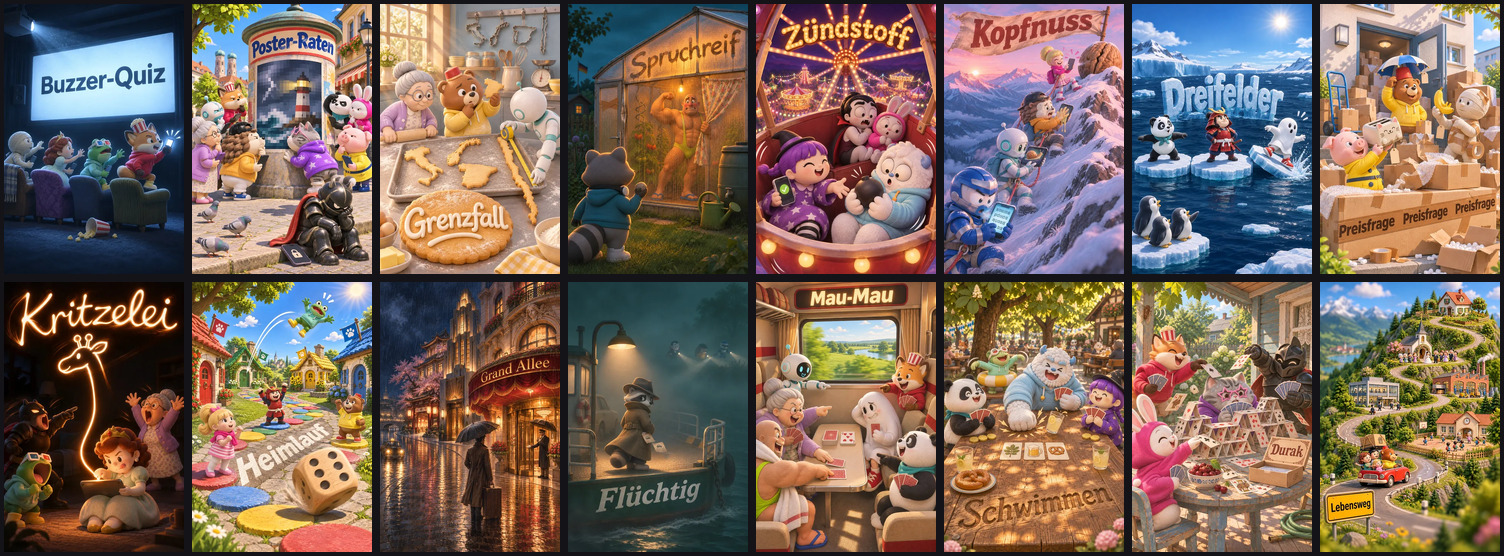 Buzzer-Quiz
Poster-Raten
Grenzfall
Spruchreif
Zündstoff
Kopfnuss
Dreifelder
Preisfrage Preisfrage Preisfrage
Kritzelei
Heimlauf
Grand Allee
Flüchtig
Mau-Mau
Schwimmen
Durak
Lebensweg